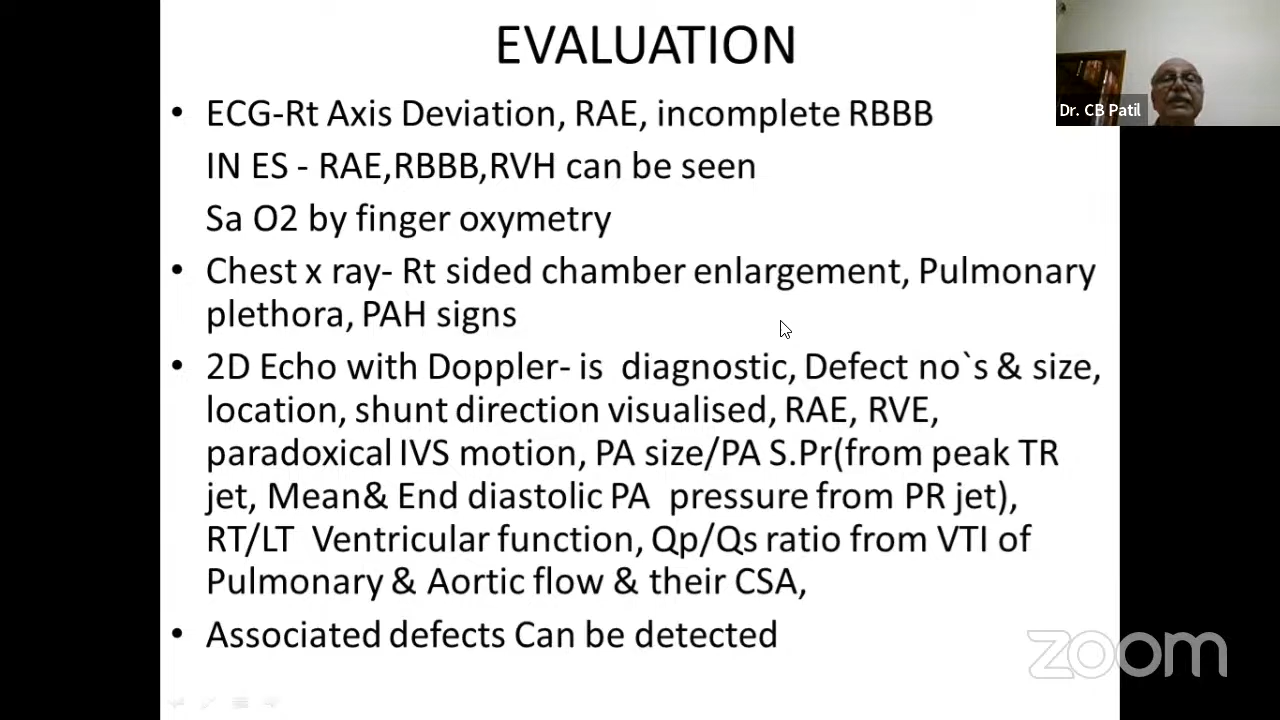 EVALUATION
• ECG-Rt Axis Deviation, RAE, incomplete RBBB
IN ES - RAE,RBBB,RVH can be seen
Sa O2 by finger oxymetry
• Chest x ray- Rt sided chamber enlargement, Pulmonary
plethora, PAH signs
• 2D Echo with Doppler- is diagnostic, Defect no`s & size,
location, shunt direction visualised, RAE, RVE,
paradoxical IVS motion, PA size/PA S.Pr(from peak TR
jet, Mean& End diastolic PA pressure from PR jet),
RT/LT Ventricular function, Qp/Qs ratio from VTI of
Pulmonary & Aortic flow & their CSA,
• Associated defects Can be detected
Dr. CB Patil
zoom